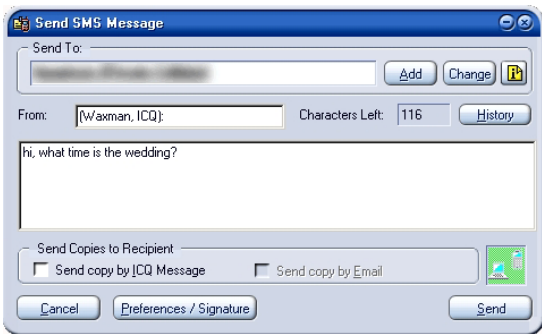 Send SMS Message
Send To:
Add Change
From: (Waxman, ICQ): Characters Left: 116 History
hi, what time is the wedding?
Send Copies to Recipient
Send copy by ICQ Message Send copy by Email
Cancel Preferences / Signature Send